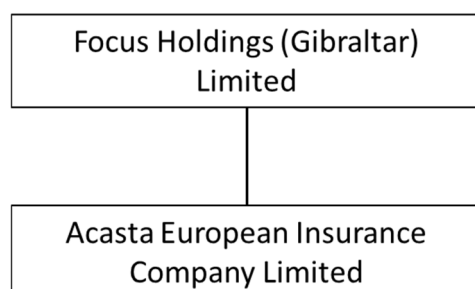 Focus Holdings (Gibraltar)
Limited
Acasta European Insurance
Company Limited